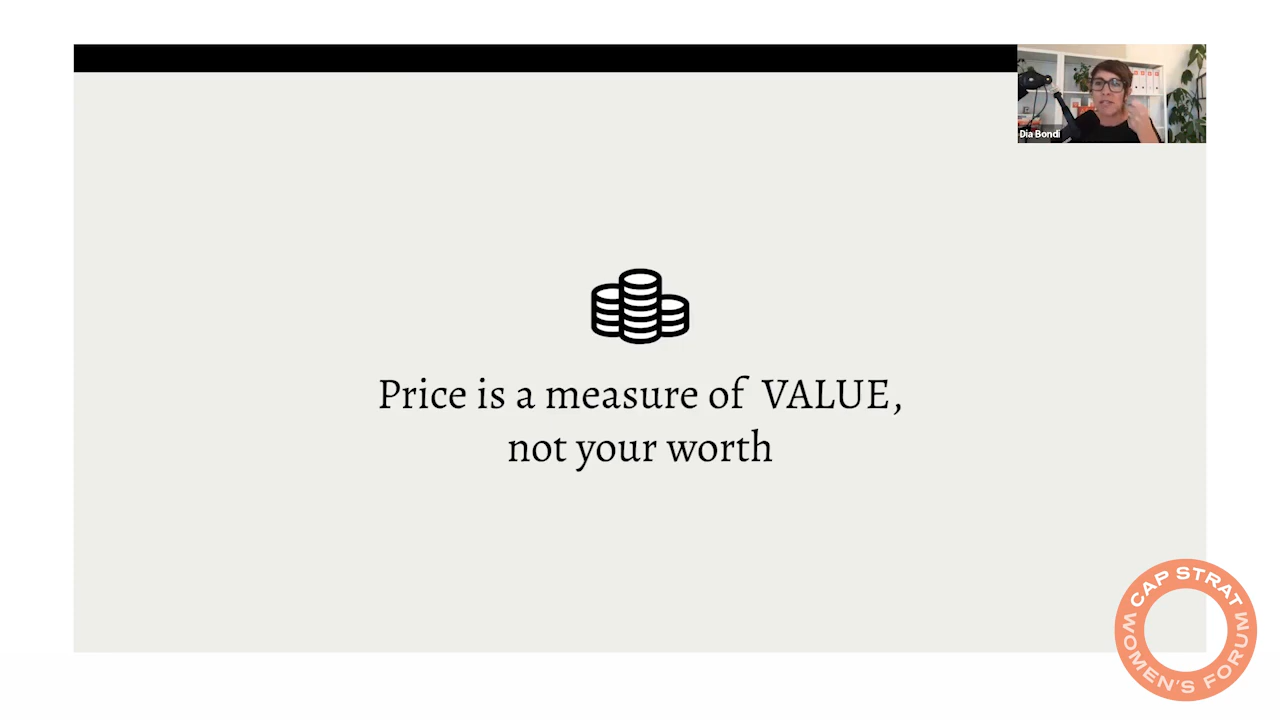 Dia Bondi
Price is a measure of VALUE,
not your worth
CAP STRAT
WOMEN'S FORUM